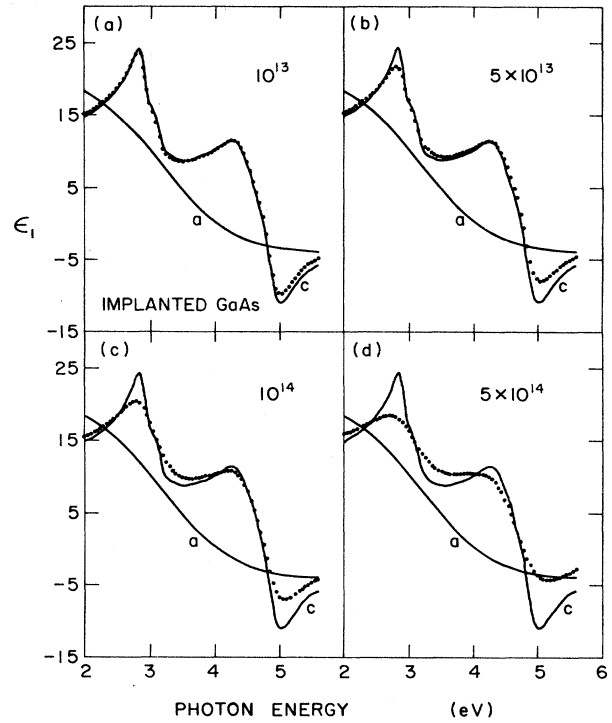 (a)
10¹³
25
15
5
-5
-15
ϵ₁
a
c
IMPLANTED GaAs
(b)
5 × 10¹³
a
c
(c)
10¹⁴
25
15
5
-5
-15
a
c
2 3 4 5
(d)
5 × 10¹⁴
a
c
2 3 4 5 6
PHOTON ENERGY (eV)